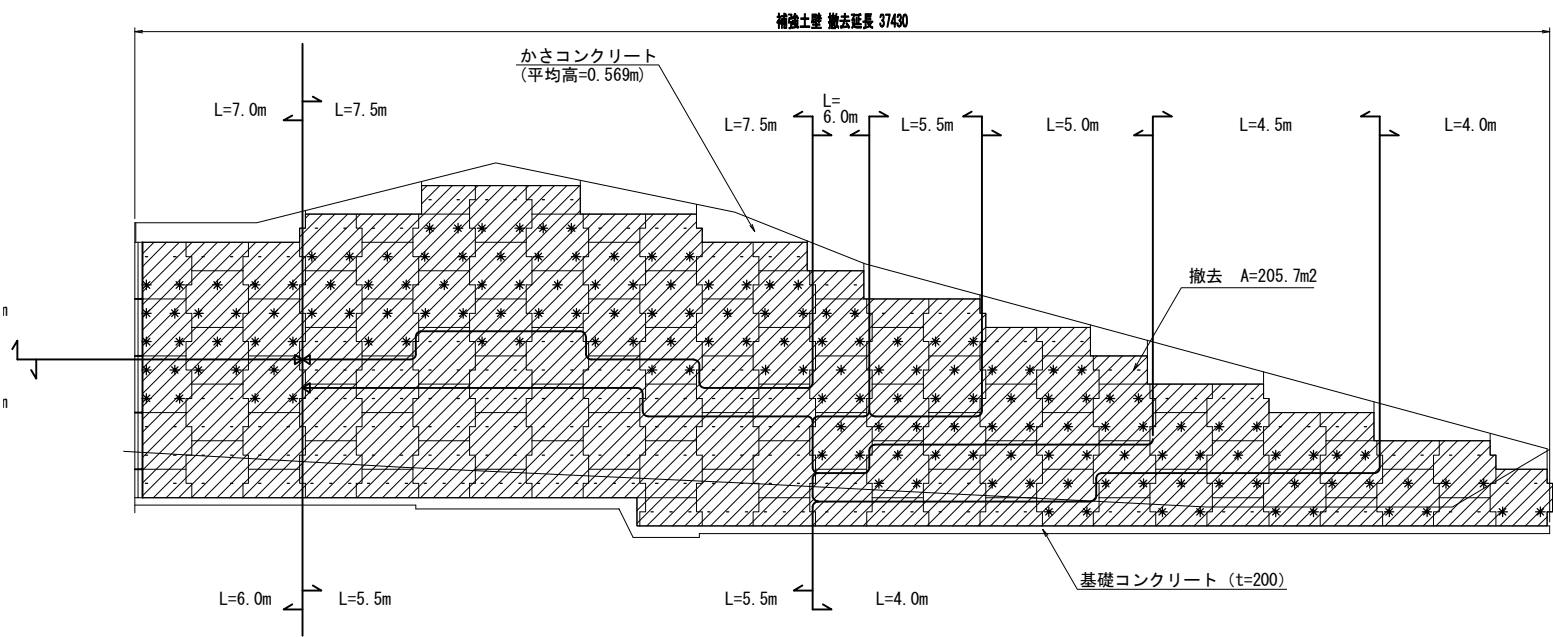 補強土壁 撤去延長 37430
かさコンクリート
(平均高=0.569m)
L=7.0m
L=7.5m
L=7.5m
L=
6.0m
L=5.5m
L=5.0m
L=4.5m
L=4.0m
撤去 A=205.7m2
m
m
基礎コンクリート (t=200)
L=6.0m
L=5.5m
L=5.5m
L=4.0m